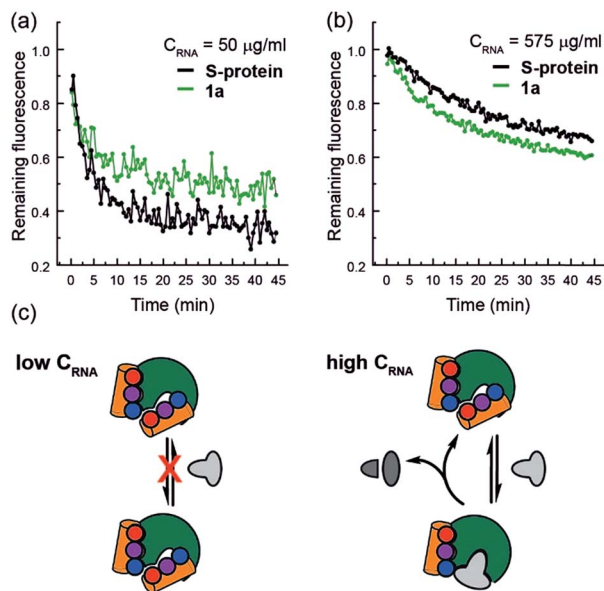 (a)
C_RNA = 50 µg/ml
S-protein
1a
Remaining fluorescence
1.0
0.8
0.6
0.4
0.2
0 5 10 15 20 25 30 35 40 45
Time (min)
(b)
C_RNA = 575 µg/ml
S-protein
1a
Remaining fluorescence
1.0
0.8
0.6
0.4
0.2
0 5 10 15 20 25 30 35 40 45
Time (min)
(c)
low C_RNA
high C_RNA